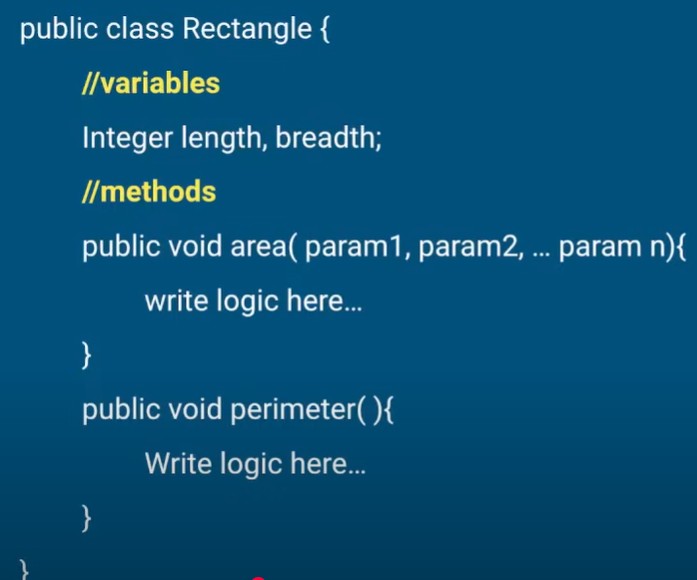 public class Rectangle {
//variables
Integer length, breadth;
//methods
public void area( param1, param2, ... param n){
write logic here...
}
public void perimeter( ){
Write logic here...
}
}